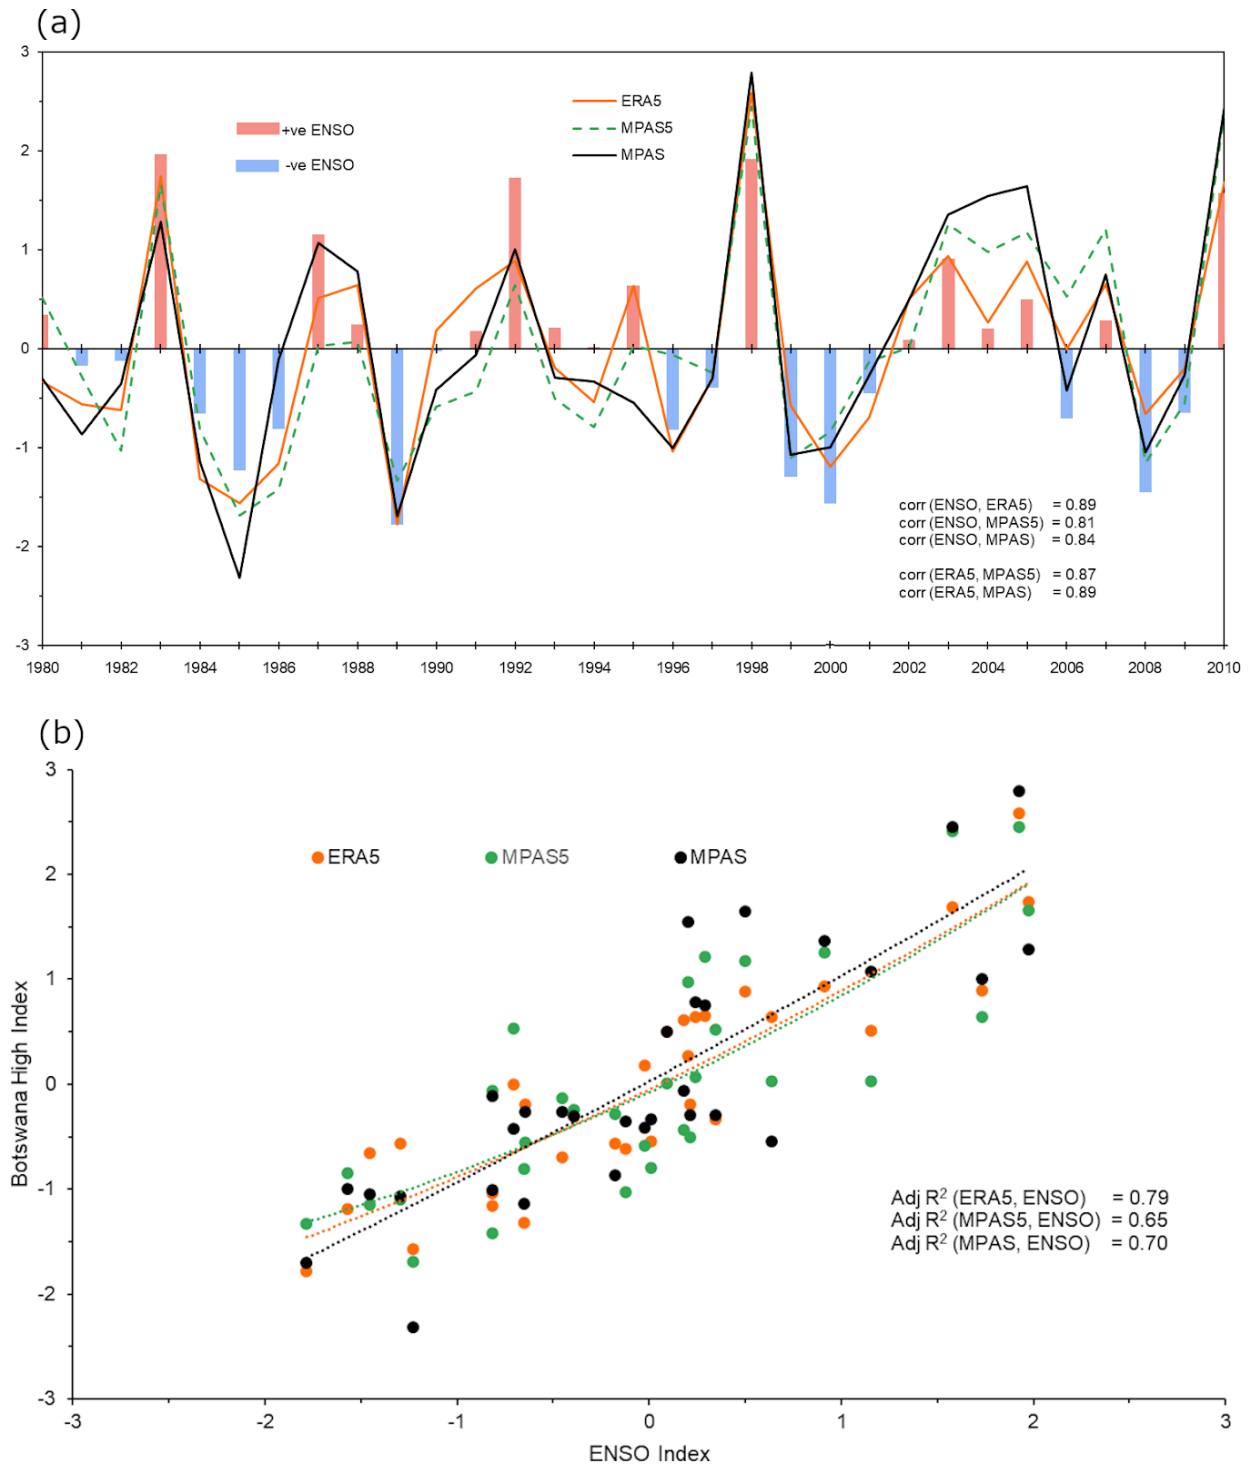 (a)
3
2
1
0
-1
-2
-3
+ve ENSO
-ve ENSO
ERA5
MPAS5
MPAS
corr (ENSO, ERA5) = 0.89
corr (ENSO, MPAS5) = 0.81
corr (ENSO, MPAS) = 0.84
corr (ERA5, MPAS5) = 0.87
corr (ERA5, MPAS) = 0.89
1980 1982 1984 1986 1988 1990 1992 1994 1996 1998 2000 2002 2004 2006 2008 2010
(b)
3
2
1
0
-1
-2
-3
Botswana High Index
ERA5 MPAS5 MPAS
Adj R² (ERA5, ENSO) = 0.79
Adj R² (MPAS5, ENSO) = 0.65
Adj R² (MPAS, ENSO) = 0.70
-3 -2 -1 0 1 2 3
ENSO Index